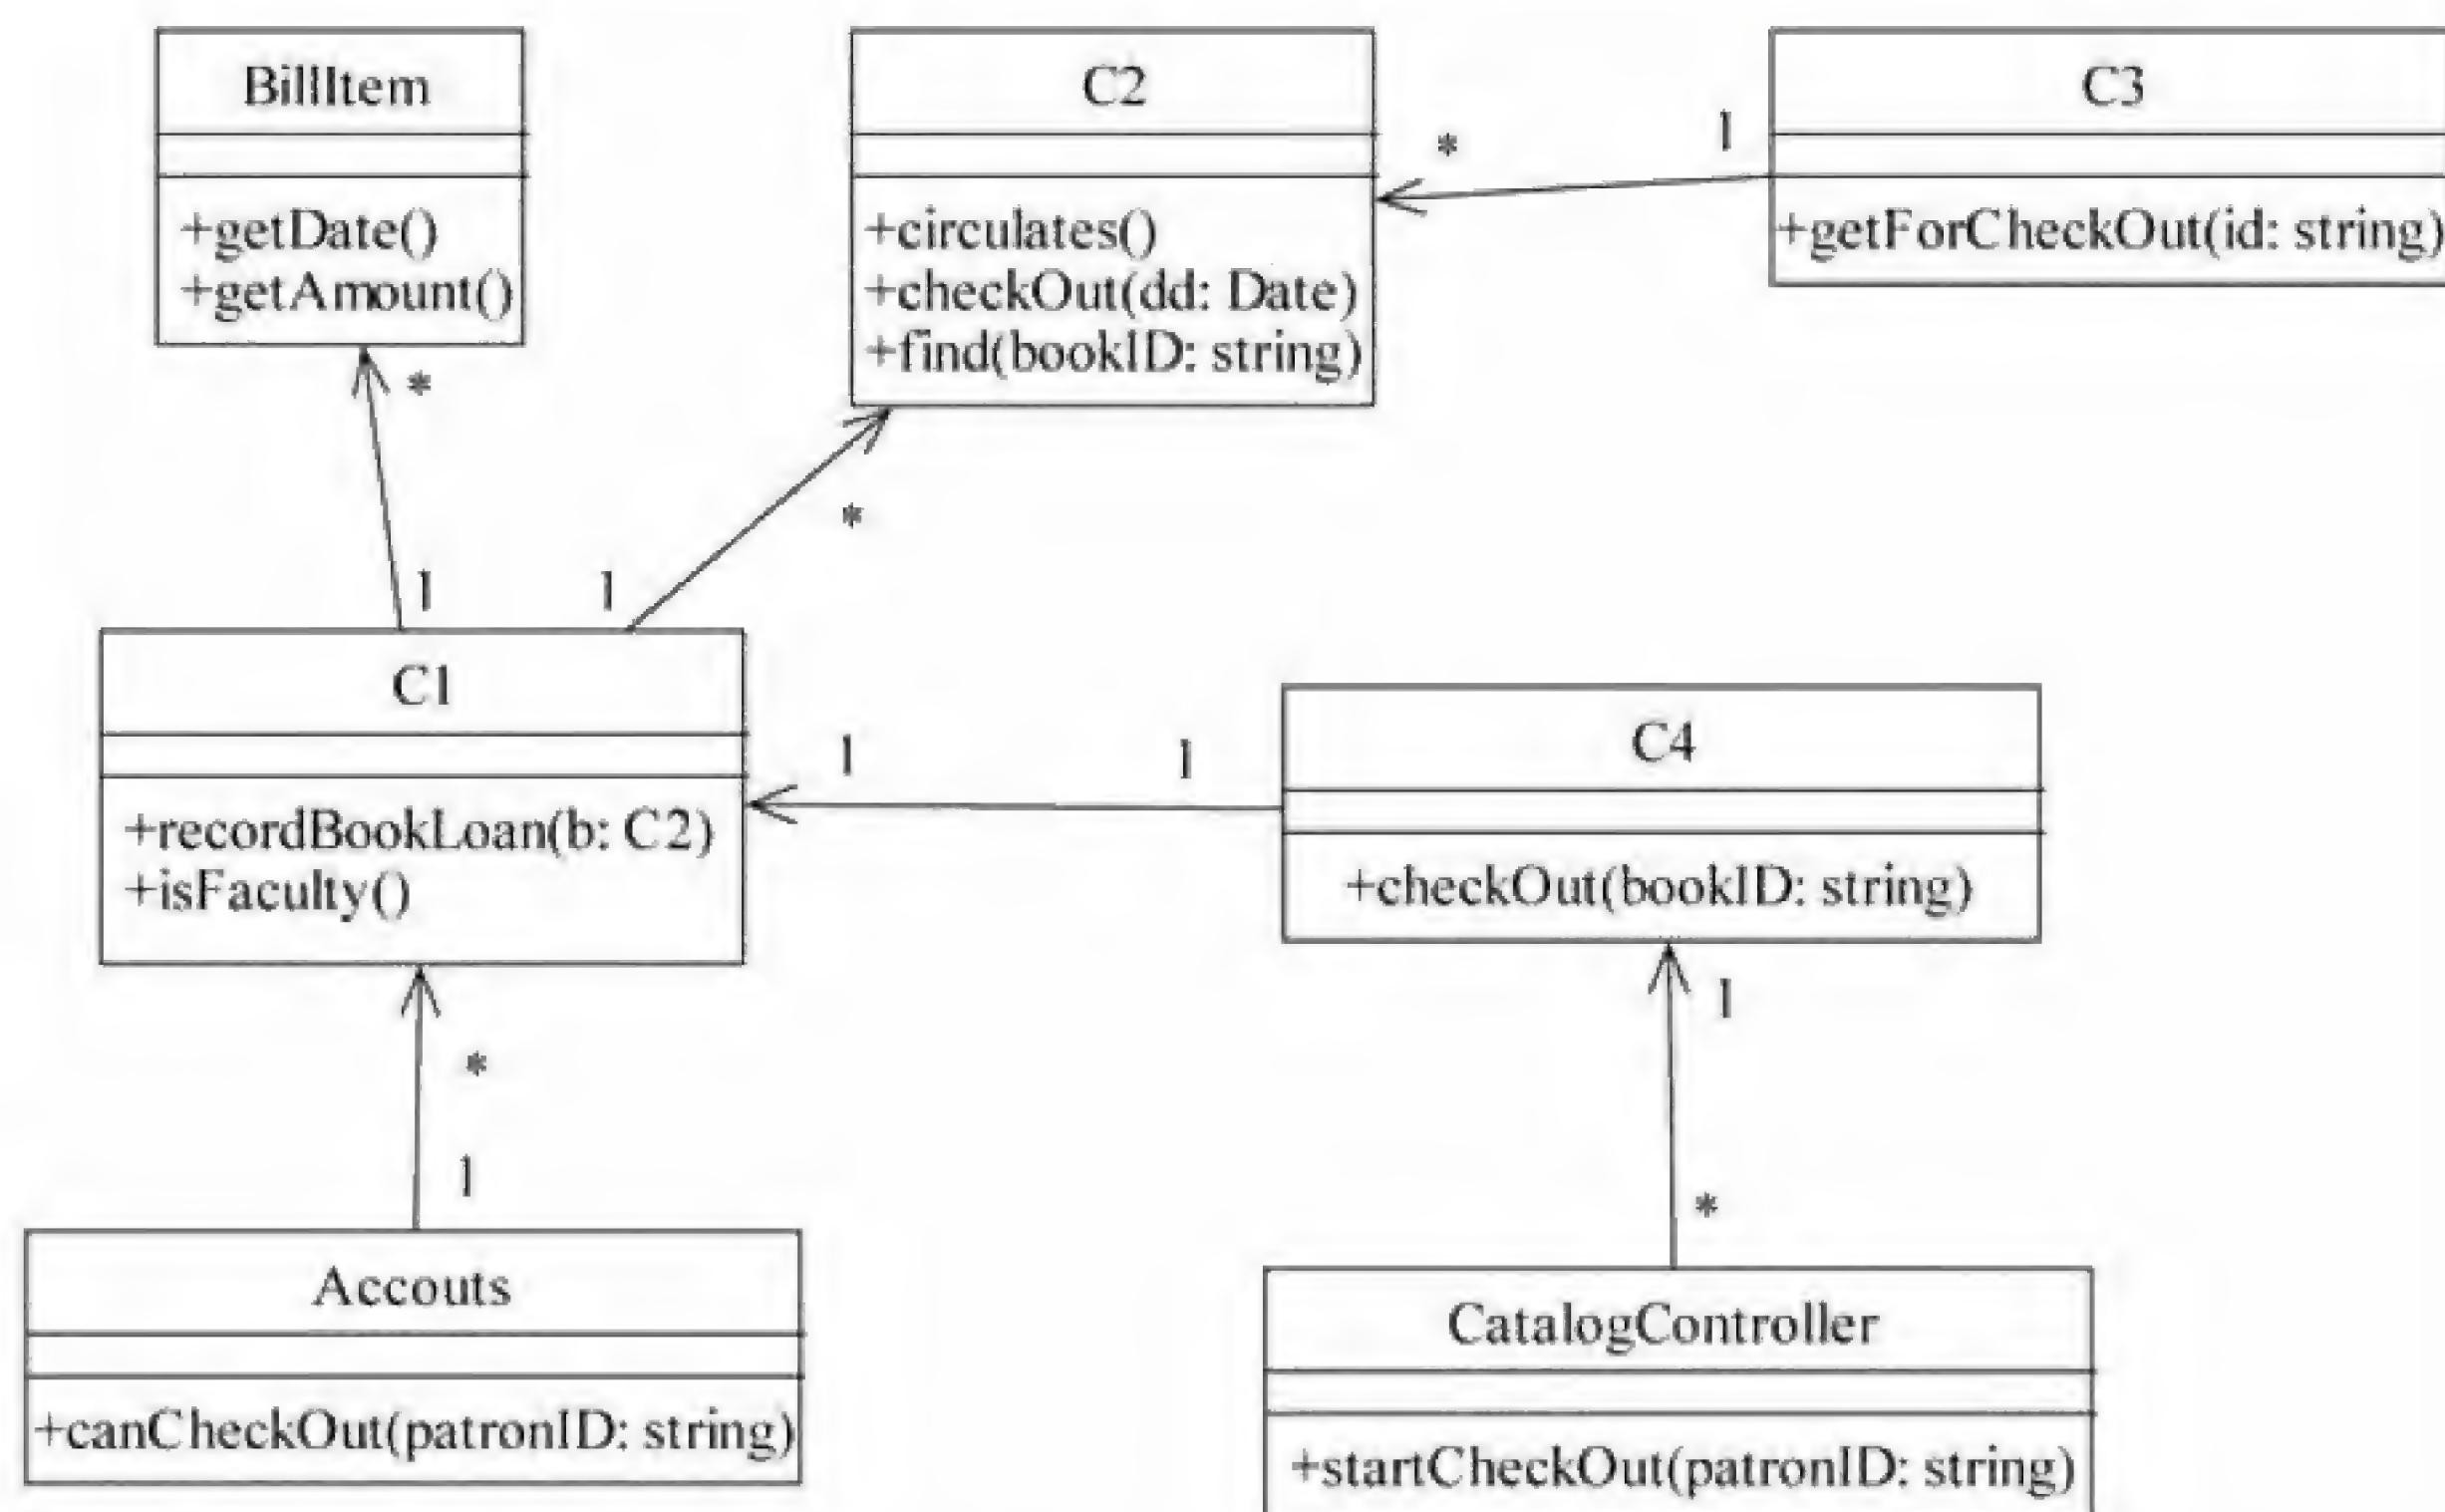 BillItem
+getDate()
+getAmount()
C2
+circulates()
+checkOut(dd: Date)
+find(bookID: string)
C3
+getForCheckOut(id: string)
*
1
*
1
1
*
C1
+recordBookLoan(b: C2)
+isFaculty()
1
1
C4
+checkOut(bookID: string)
*
1
1
*
Accouts
+canCheckOut(patronID: string)
CatalogController
+startCheckOut(patronID: string)